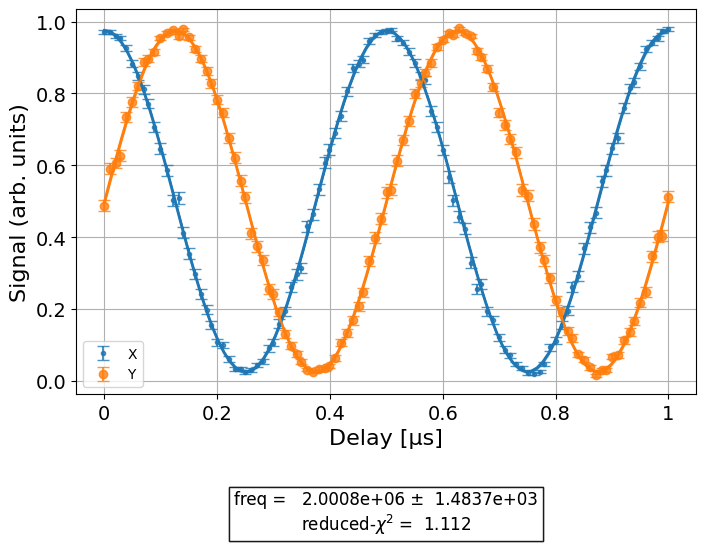 Signal (arb. units)
1.0
0.8
0.6
0.4
0.2
0.0
X
Y
0
0.2
0.4
0.6
0.8
1
Delay [μs]
freq = 2.0008e+06 ± 1.4837e+03
reduced-χ² = 1.112